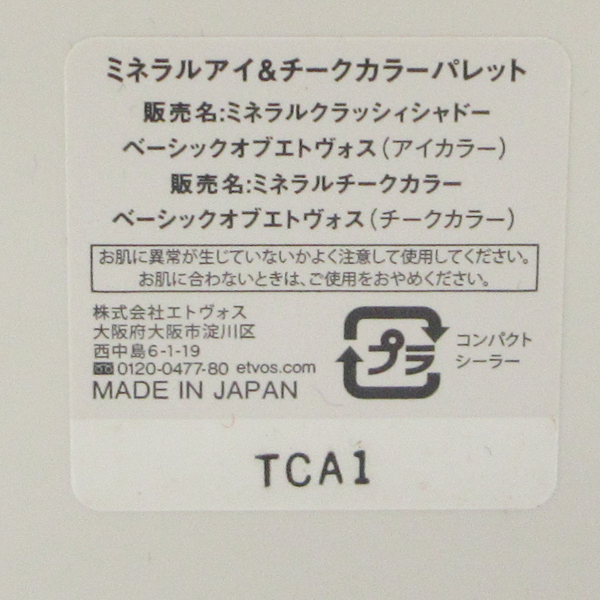 ミネラルアイ&チークカラーパレット
販売名:ミネラルクラッシィシャドー
ベーシックオブエトヴォス(アイカラー)
販売名:ミネラルチークカラー
ベーシックオブエトヴォス(チークカラー)
お肌に異常が生じていないかよく注意して使用してください。
お肌に合わないときは、ご使用をおやめください。
株式会社エトヴォス
大阪府大阪市淀川区
西中島6-1-19
0120-0477-80 etvos.com
MADE IN JAPAN
プラ
コンパクト
シーラー
TCA1